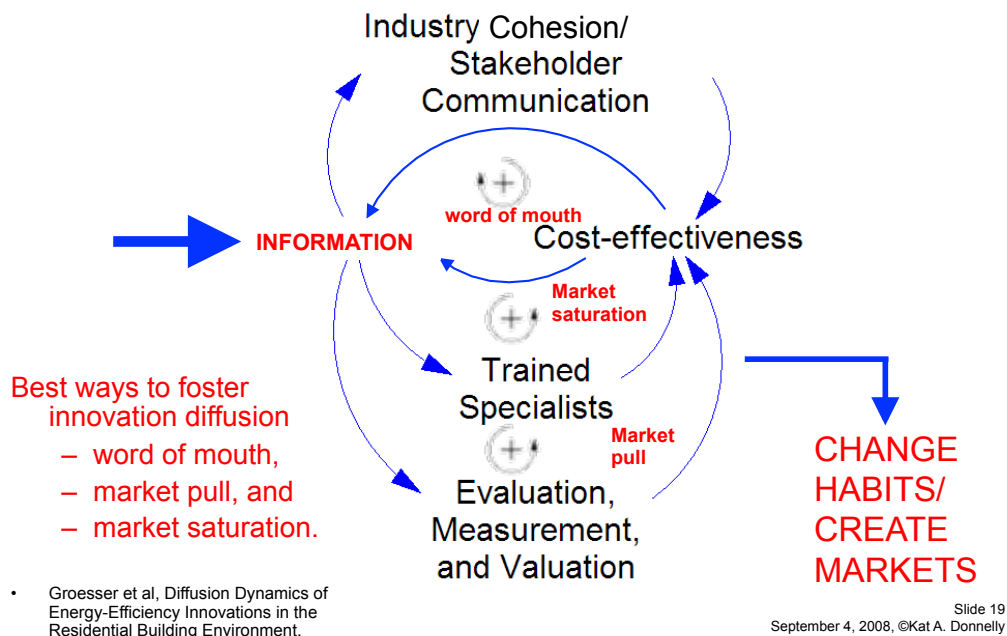 Industry Cohesion/
Stakeholder
Communication
word of mouth
INFORMATION
Cost-effectiveness
Market
saturation
Trained
Specialists
Market
pull
Evaluation,
Measurement,
and Valuation
Best ways to foster
innovation diffusion
– word of mouth,
– market pull, and
– market saturation.
CHANGE
HABITS/
CREATE
MARKETS
• Groesser et al, Diffusion Dynamics of
Energy-Efficiency Innovations in the
Residential Building Environment.
Slide 19
September 4, 2008, ©Kat A. Donnelly